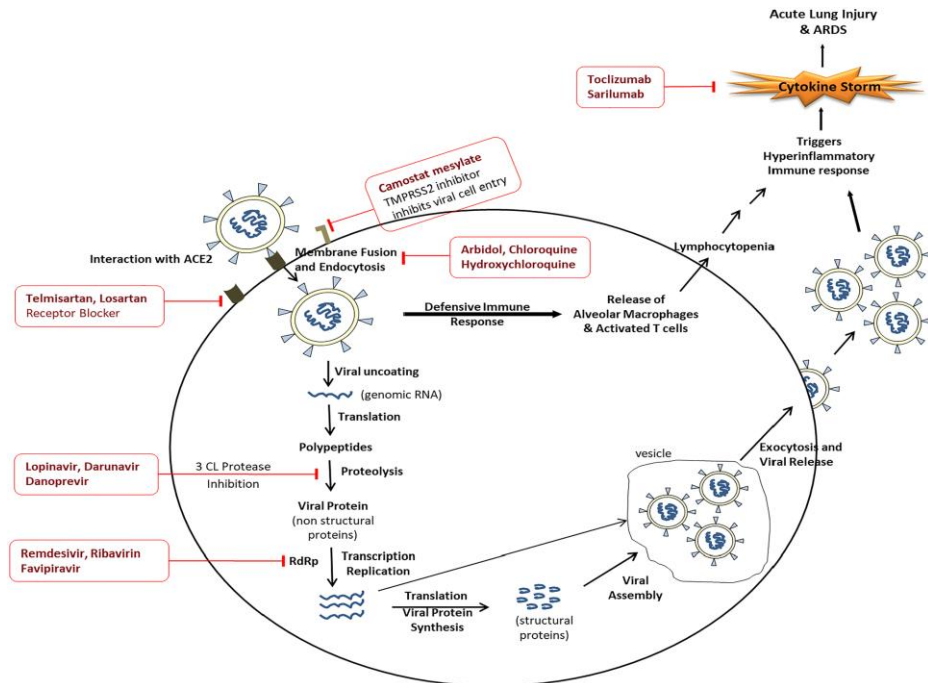 Acute Lung Injury
& ARDS
Toclizumab
Sarilumab
Cytokine Storm
Triggers
Hyperinflammatory
Immune response
Camostat mesylate
TMPRSS2 inhibitor
inhibits viral cell entry
Interaction with ACE2
Membrane Fusion
and Endocytosis
Arbidol, Chloroquine
Hydroxychloroquine
Lymphocytopenia
Telmisartan, Losartan
Receptor Blocker
Defensive Immune
Response
Release of
Alveolar Macrophages
& Activated T cells
Viral uncoating
(genomic RNA)
Translation
Polypeptides
Lopinavir, Darunavir
Danoprevir
3 CL Protease
Inhibition
Proteolysis
vesicle
Exocytosis and
Viral Release
Viral Protein
(non structural
proteins)
Remdesivir, Ribavirin
Favipiravir
RdRp
Transcription
Replication
Translation
Viral Protein
Synthesis
(structural
proteins)
Viral
Assembly